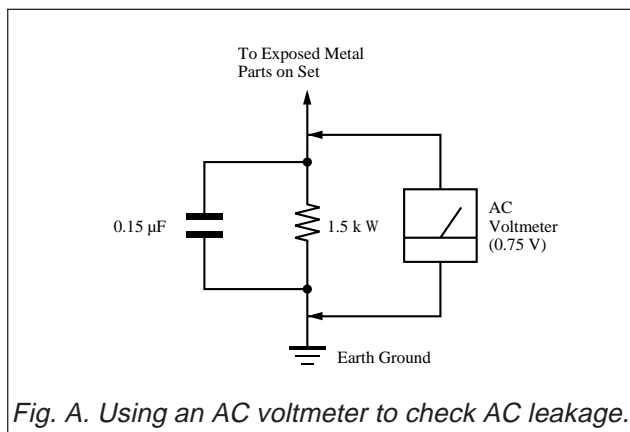 To Exposed Metal
Parts on Set
0.15 µF
1.5 k W
AC
Voltmeter
(0.75 V)
Earth Ground
Fig. A. Using an AC voltmeter to check AC leakage.